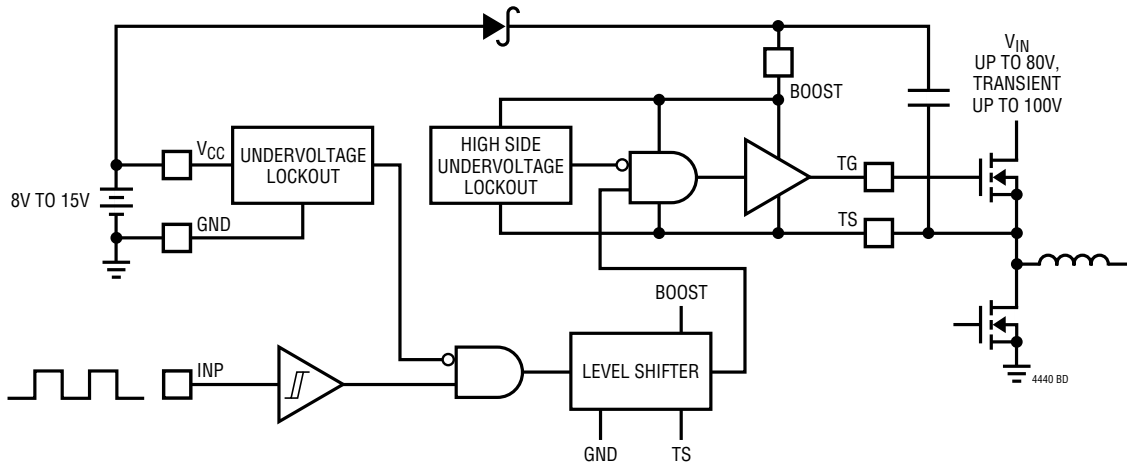 V_IN
UP TO 80V,
TRANSIENT
UP TO 100V
BOOST
V_CC
UNDERVOLTAGE
LOCKOUT
HIGH SIDE
UNDERVOLTAGE
LOCKOUT
TG
8V TO 15V
GND
TS
BOOST
INP
LEVEL SHIFTER
4440 BD
GND
TS